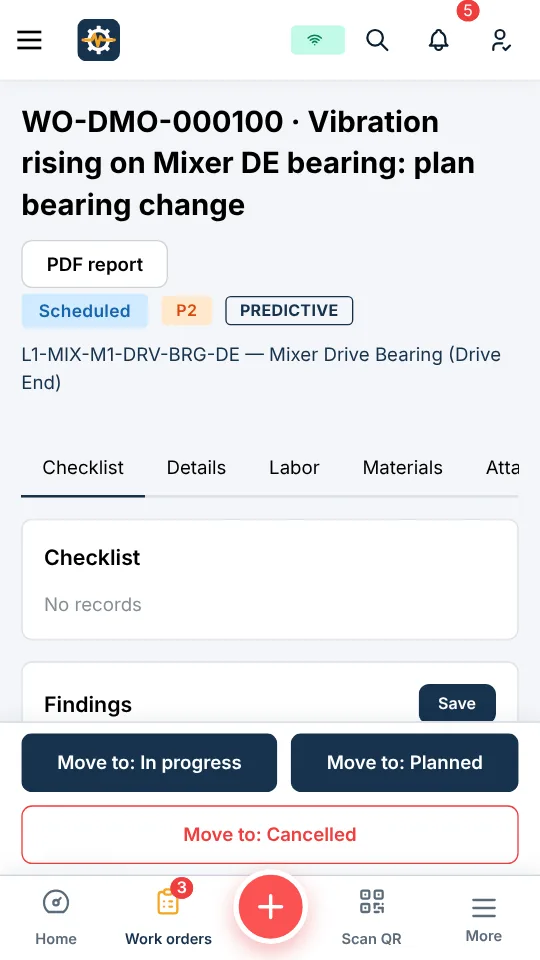 5
WO-DMO-000100 · Vibration
rising on Mixer DE bearing: plan
bearing change
PDF report
Scheduled P2 PREDICTIVE
L1-MIX-M1-DRV-BRG-DE — Mixer Drive Bearing (Drive
End)
Checklist Details Labor Materials Atta
Checklist
No records
Findings Save
Move to: In progress Move to: Planned
Move to: Cancelled
3
Home Work orders Scan QR More